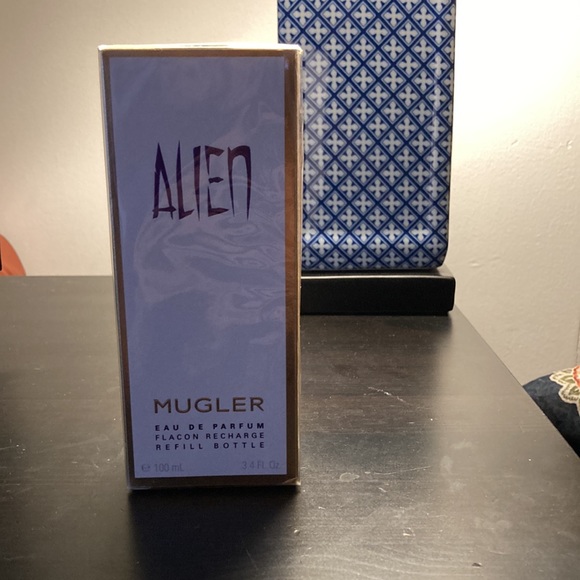 ALIEN
MUGLER
EAU DE PARFUM
FLACON RECHARGE
REFILL BOTTLE
℮ 100 mL 3.4 Fl. Oz.